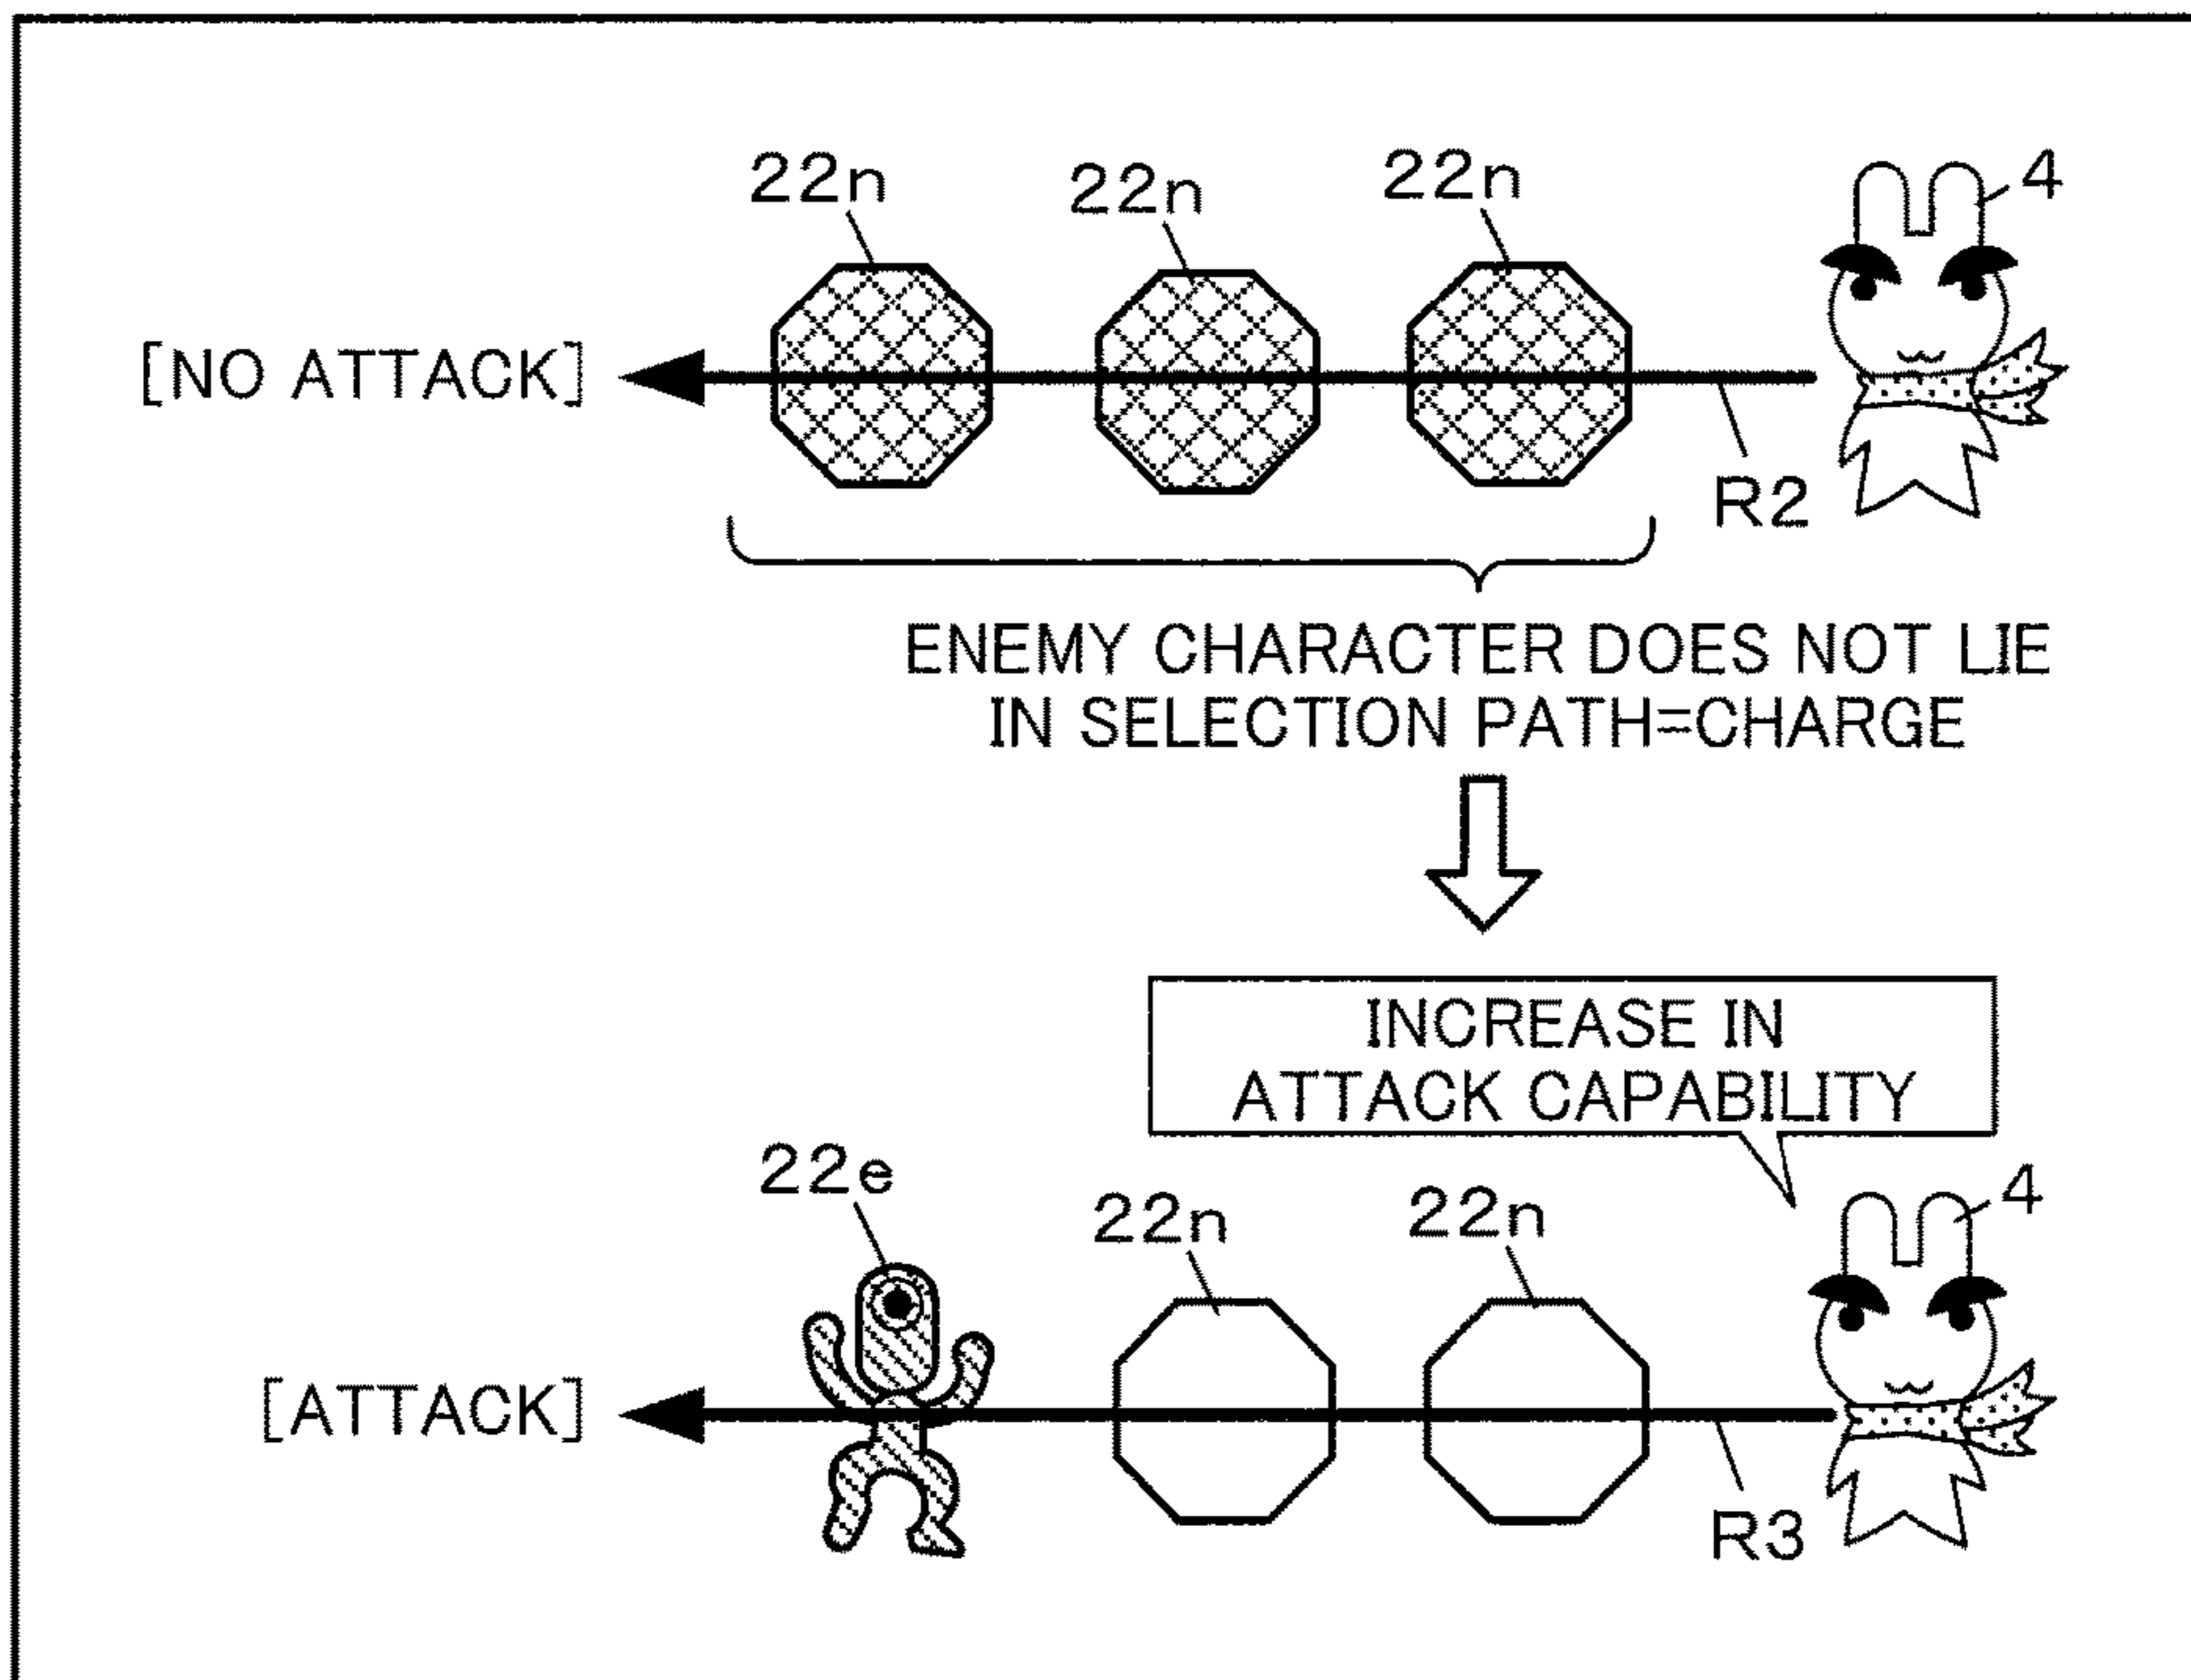 22n 22n 22n 4
[NO ATTACK]
R2
ENEMY CHARACTER DOES NOT LIE
IN SELECTION PATH=CHARGE
INCREASE IN
ATTACK CAPABILITY
22e 22n 22n 4
[ATTACK]
R3